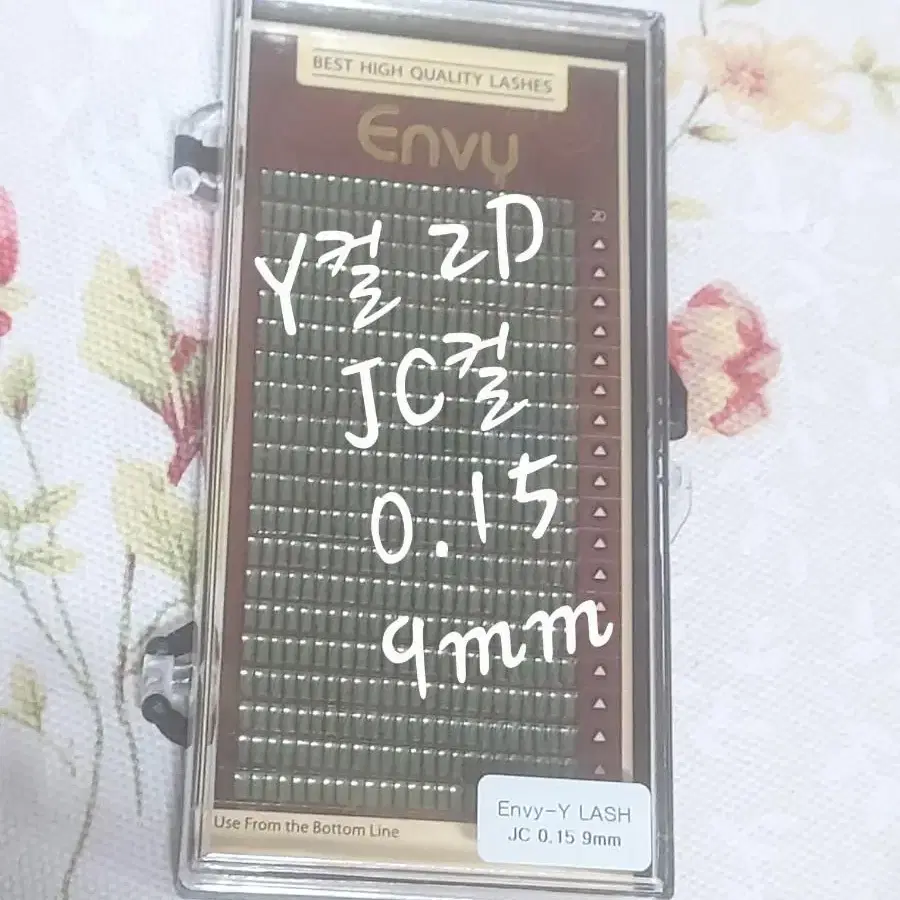 BEST HIGH QUALITY LASHES
Envy
2D
Y컬 2D
JC컬
0.15
9mm
Envy-Y LASH
JC 0.15 9mm
Use From the Bottom Line